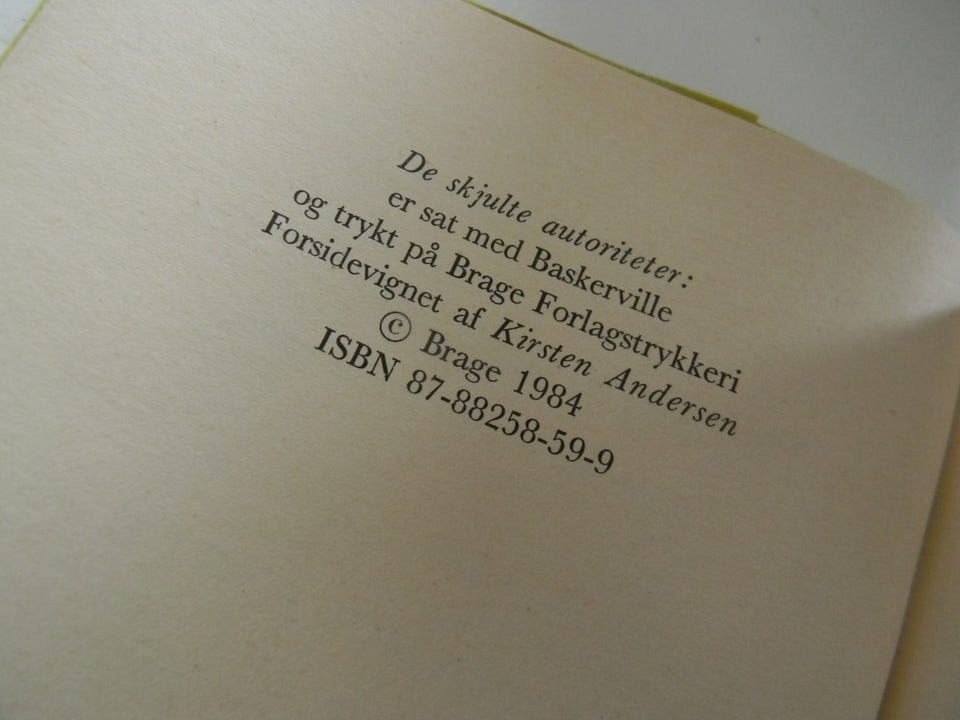 De skjulte autoriteter:
er sat med Baskerville
og trykt på Brage Forlagstrykkeri
Forsidevignet af Kirsten Andersen
© Brage 1984
ISBN 87-88258-59-9